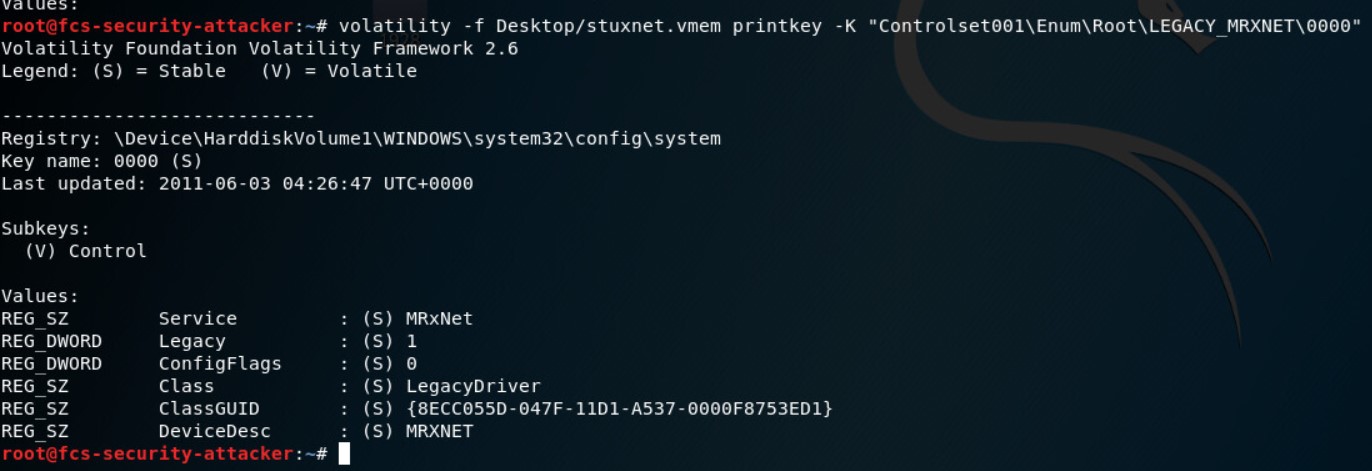 values:
root@fcs-security-attacker:~# volatility -f Desktop/stuxnet.vmem printkey -K "Controlset001\Enum\Root\LEGACY_MRXNET\0000"
Volatility Foundation Volatility Framework 2.6
Legend: (S) = Stable   (V) = Volatile

----------------------------
Registry: \Device\HarddiskVolume1\WINDOWS\system32\config\system
Key name: 0000 (S)
Last updated: 2011-06-03 04:26:47 UTC+0000

Subkeys:
  (V) Control

Values:
REG_SZ     Service         : (S) MRxNet
REG_DWORD  Legacy          : (S) 1
REG_DWORD  ConfigFlags     : (S) 0
REG_SZ     Class           : (S) LegacyDriver
REG_SZ     ClassGUID       : (S) {8ECC055D-047F-11D1-A537-0000F8753ED1}
REG_SZ     DeviceDesc      : (S) MRXNET
root@fcs-security-attacker:~#